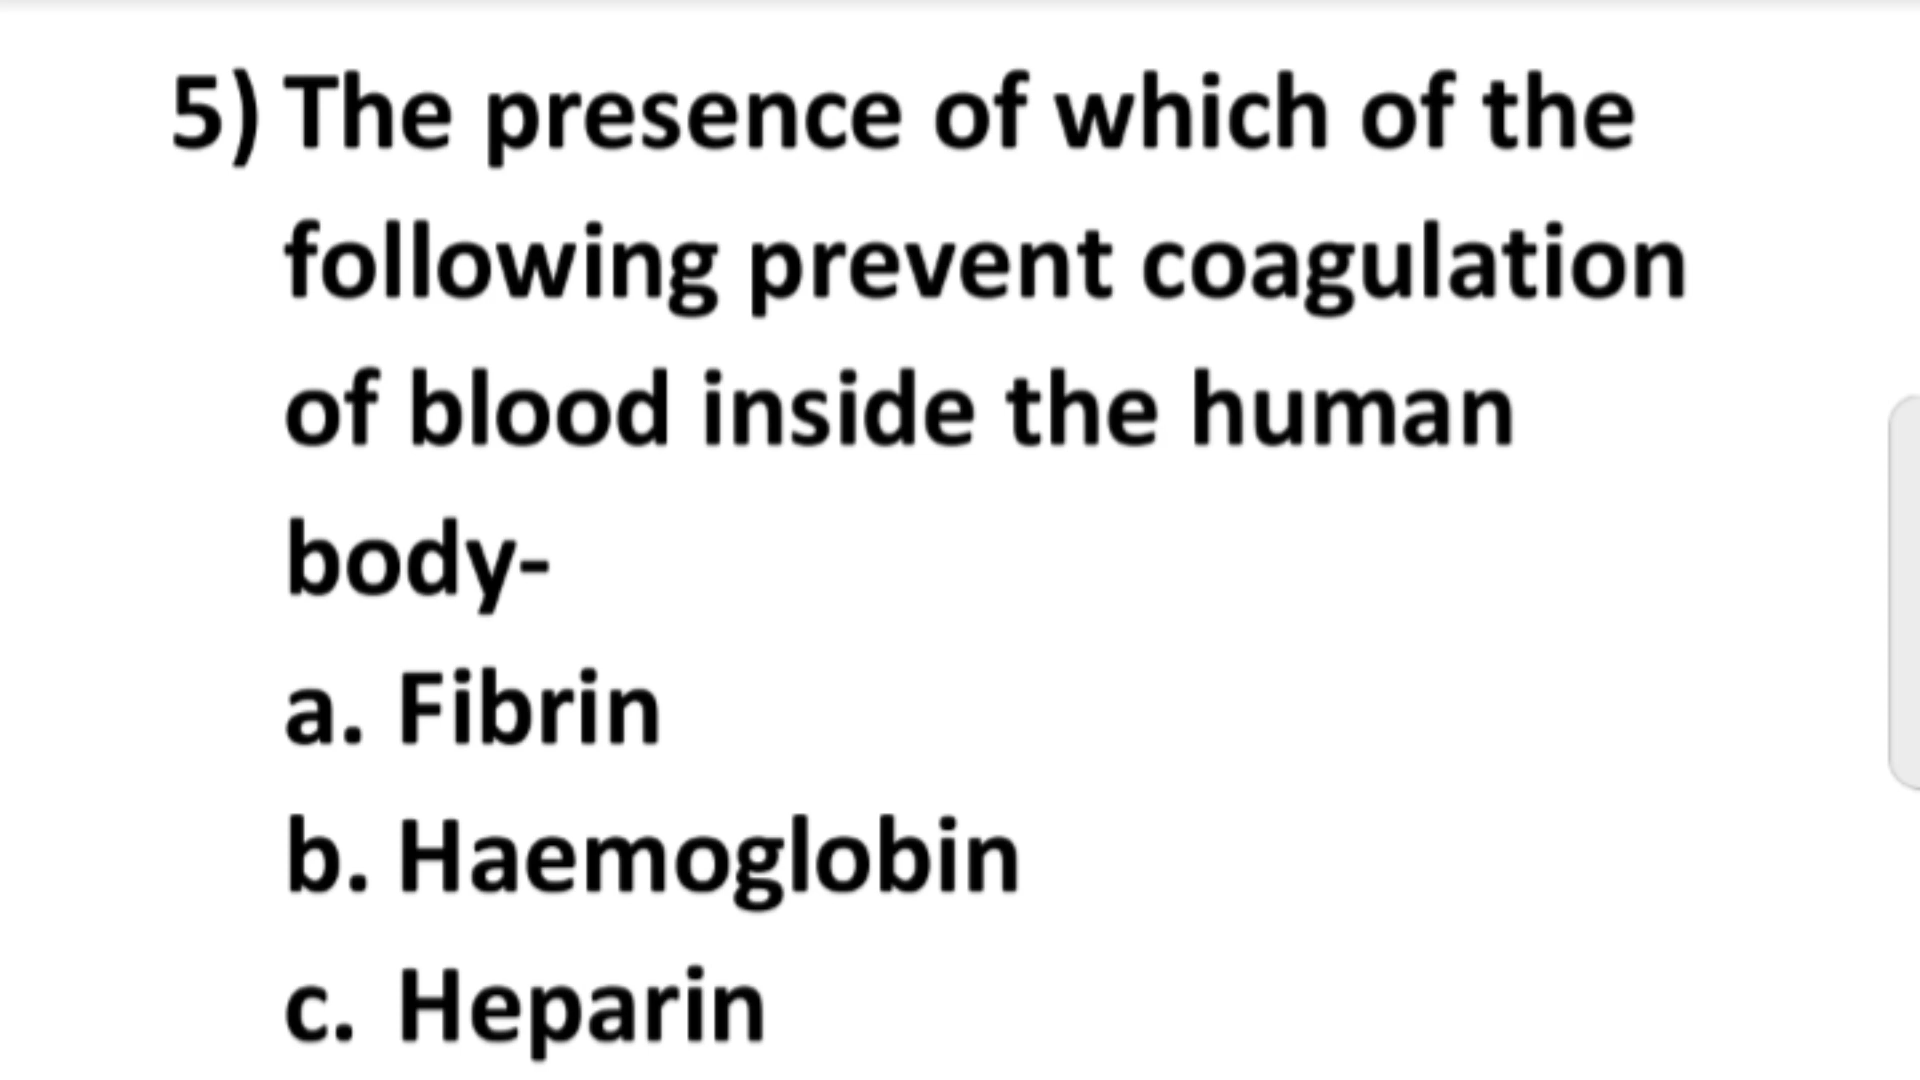 5) The presence of which of the
following prevent coagulation
of blood inside the human
body-
a. Fibrin
b. Haemoglobin
c. Heparin